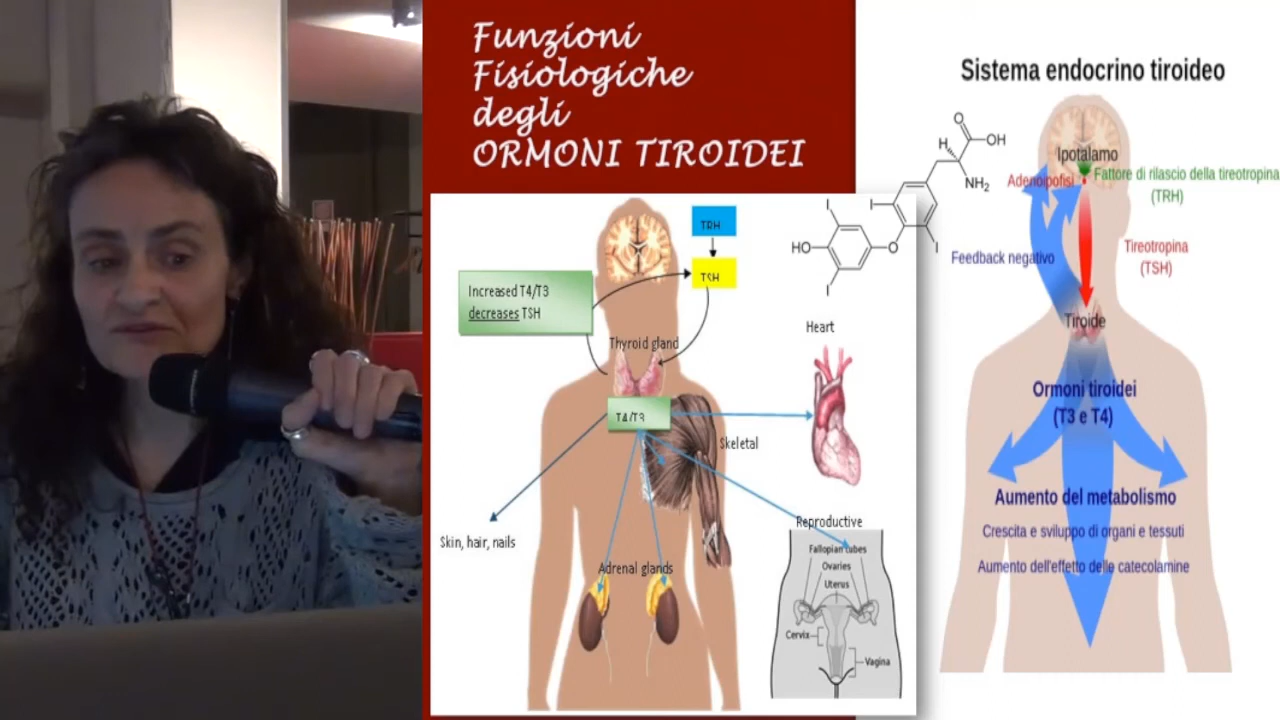 Funzioni
Fisiologiche
degli
ORMONI TIROIDEI
TRH
TSH
Increased T4/T3
decreases TSH
Thyroid gland
T4/T3
Heart
Skeletal
Skin, hair, nails
Adrenal glands
Reproductive
Fallopian tubes
Ovaries
Uterus
Cervix
Vagina
Sistema endocrino tiroideo
O
OH
H
NH₂
I
I
HO
O
I
I
Ipotalamo
Adenoipofisi
Fattore di rilascio della tireotropina
(TRH)
Feedback negativo
Tireotropina
(TSH)
Tiroide
Ormoni tiroidei
(T3 e T4)
Aumento del metabolismo
Crescita e sviluppo di organi e tessuti
Aumento dell'effetto delle catecolamine